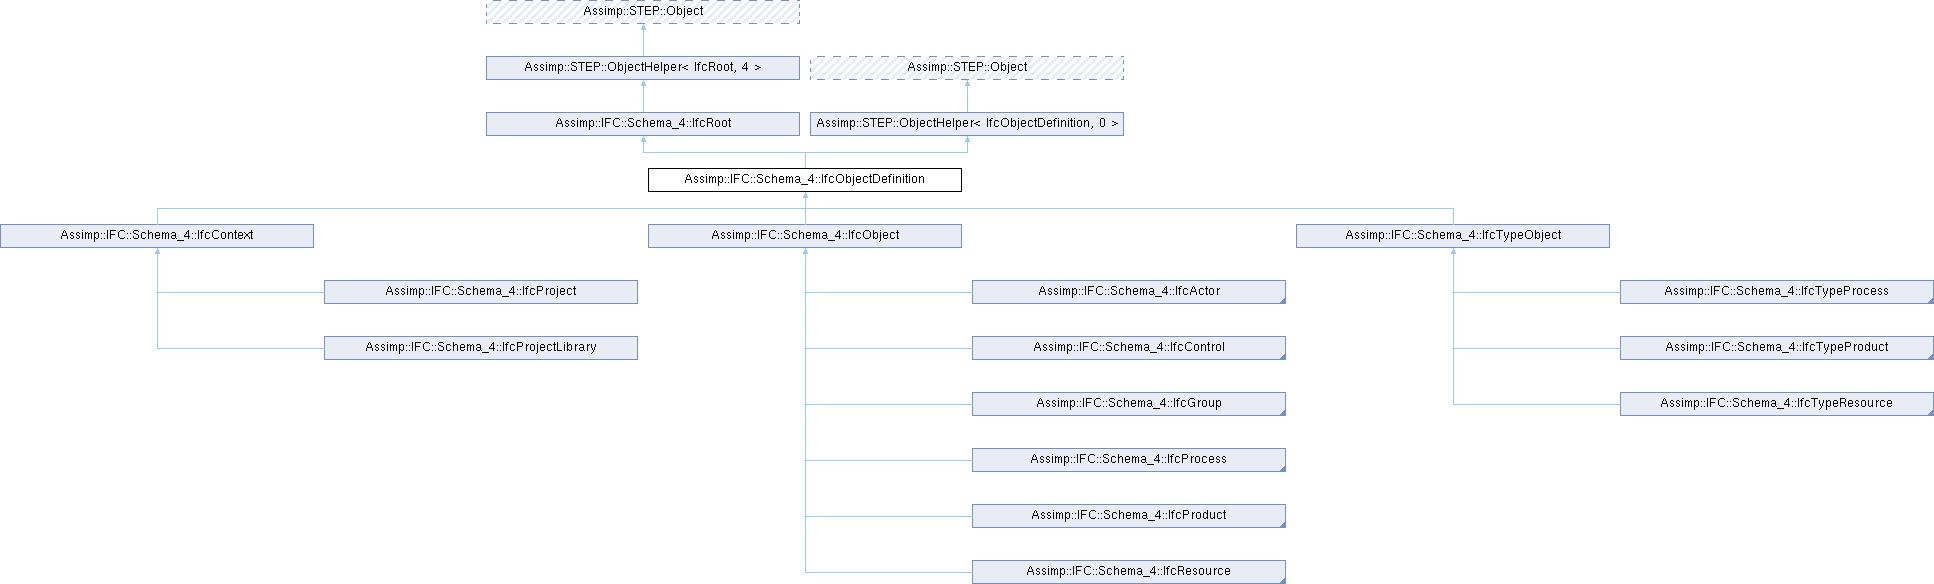 Assimp::STEP::Object
Assimp::STEP::ObjectHelper< IfcRoot, 4 >
Assimp::STEP::Object
Assimp::IFC::Schema_4::IfcRoot
Assimp::STEP::ObjectHelper< IfcObjectDefinition, 0 >
Assimp::IFC::Schema_4::IfcObjectDefinition
Assimp::IFC::Schema_4::IfcContext
Assimp::IFC::Schema_4::IfcObject
Assimp::IFC::Schema_4::IfcTypeObject
Assimp::IFC::Schema_4::IfcProject
Assimp::IFC::Schema_4::IfcActor
Assimp::IFC::Schema_4::IfcTypeProcess
Assimp::IFC::Schema_4::IfcProjectLibrary
Assimp::IFC::Schema_4::IfcControl
Assimp::IFC::Schema_4::IfcTypeProduct
Assimp::IFC::Schema_4::IfcGroup
Assimp::IFC::Schema_4::IfcTypeResource
Assimp::IFC::Schema_4::IfcProcess
Assimp::IFC::Schema_4::IfcProduct
Assimp::IFC::Schema_4::IfcResource